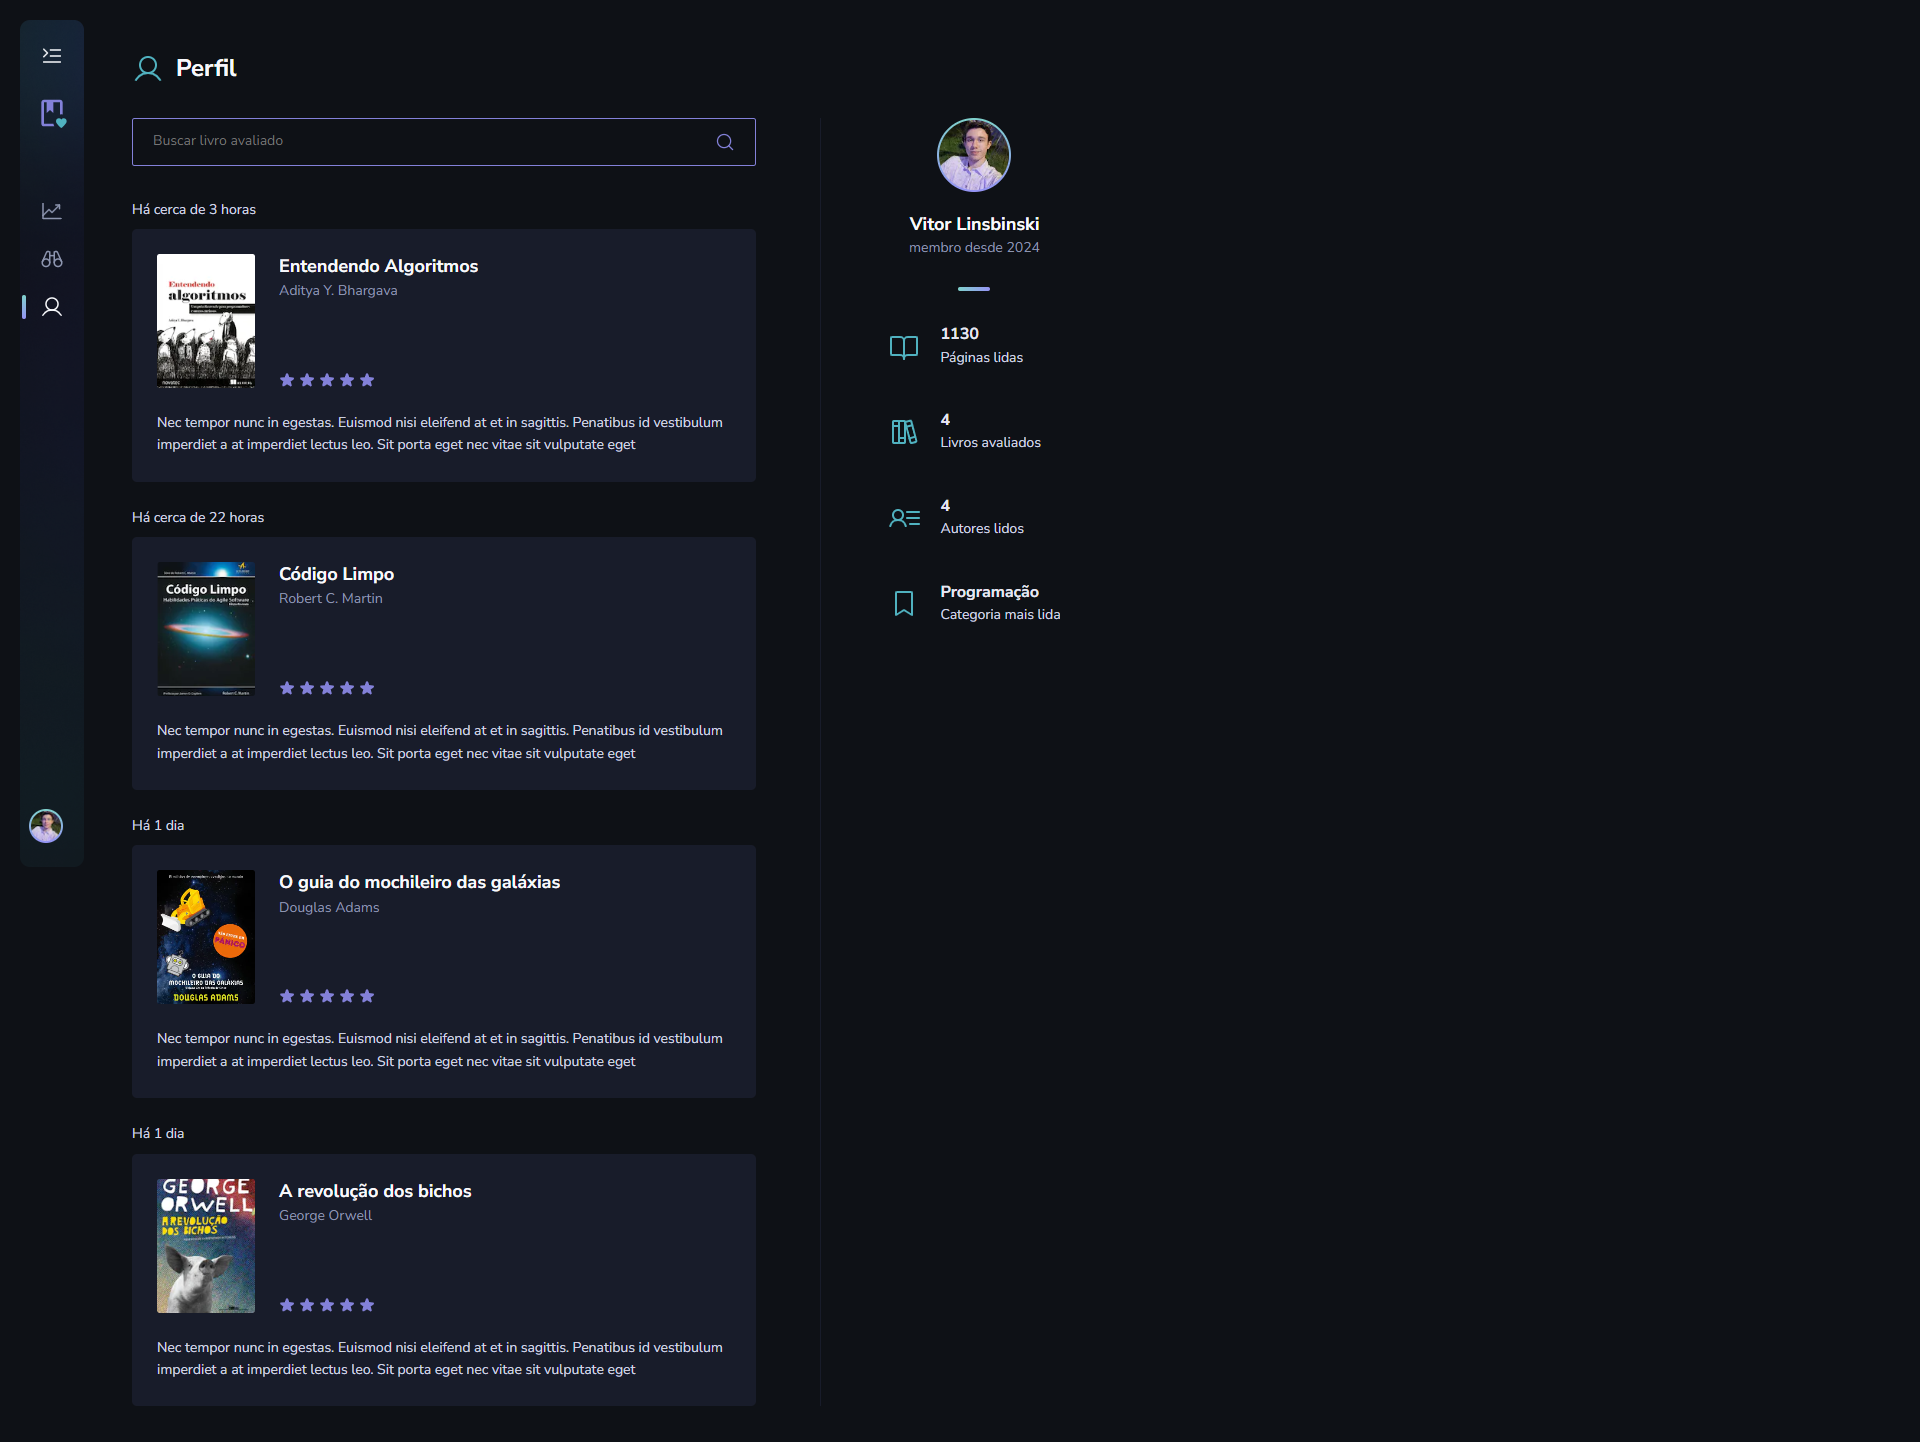 Perfil
Buscar livro avaliado
Há cerca de 3 horas
Entendendo
algoritmos
Entendendo Algoritmos
Aditya Y. Bhargava
Nec tempor nunc in egestas. Euismod nisi eleifend at et in sagittis. Penatibus id vestibulum
imperdiet a at imperdiet lectus leo. Sit porta eget nec vitae sit vulputate eget
Há cerca de 22 horas
Código Limpo
Habilidades Práticas do Agile Software
Robert C. Martin
Código Limpo
Robert C. Martin
Nec tempor nunc in egestas. Euismod nisi eleifend at et in sagittis. Penatibus id vestibulum
imperdiet a at imperdiet lectus leo. Sit porta eget nec vitae sit vulputate eget
Há 1 dia
PÂNICO
O GUIA DO
MOCHILEIRO DAS GALÁXIAS
DOUGLAS ADAMS
O guia do mochileiro das galáxias
Douglas Adams
Nec tempor nunc in egestas. Euismod nisi eleifend at et in sagittis. Penatibus id vestibulum
imperdiet a at imperdiet lectus leo. Sit porta eget nec vitae sit vulputate eget
Há 1 dia
GEORGE
ORWELL
A REVOLUÇÃO
DOS BICHOS
A revolução dos bichos
George Orwell
Nec tempor nunc in egestas. Euismod nisi eleifend at et in sagittis. Penatibus id vestibulum
imperdiet a at imperdiet lectus leo. Sit porta eget nec vitae sit vulputate eget
Vitor Linsbinski
membro desde 2024
1130
Páginas lidas
4
Livros avaliados
4
Autores lidos
Programação
Categoria mais lida